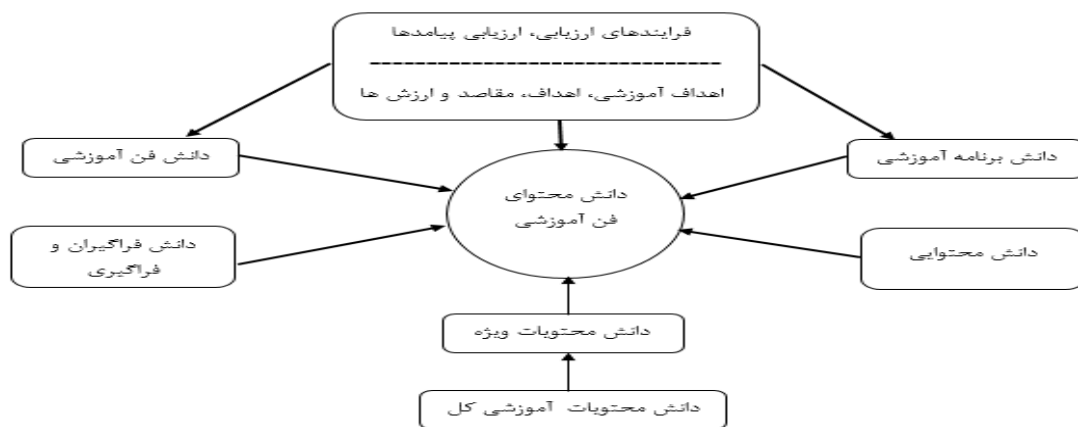 فرایندهای ارزیابی، ارزیابی پیامدها
اهداف آموزشی، اهداف، مقاصد و ارزش ها
دانش برنامه آموزشی
دانش فن آموزشی
دانش محتوای
فن آموزشی
دانش محتوایی
دانش فراگیران و
فراگیری
دانش محتویات ویژه
دانش محتویات آموزشی کل